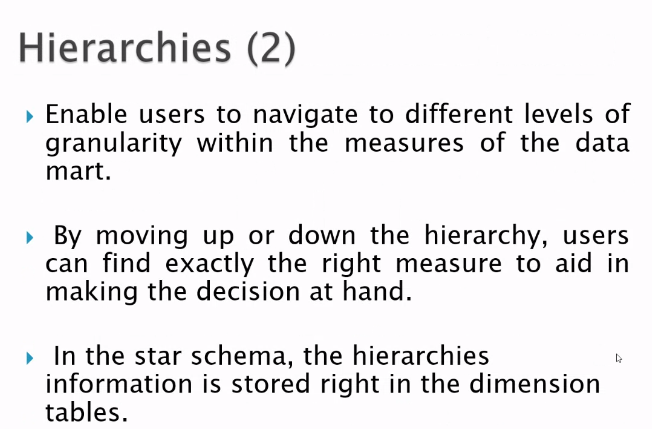 Hierarchies (2)
Enable users to navigate to different levels of
granularity within the measures of the data
mart.
By moving up or down the hierarchy, users
can find exactly the right measure to aid in
making the decision at hand.
In the star schema, the hierarchies
information is stored right in the dimension
tables.